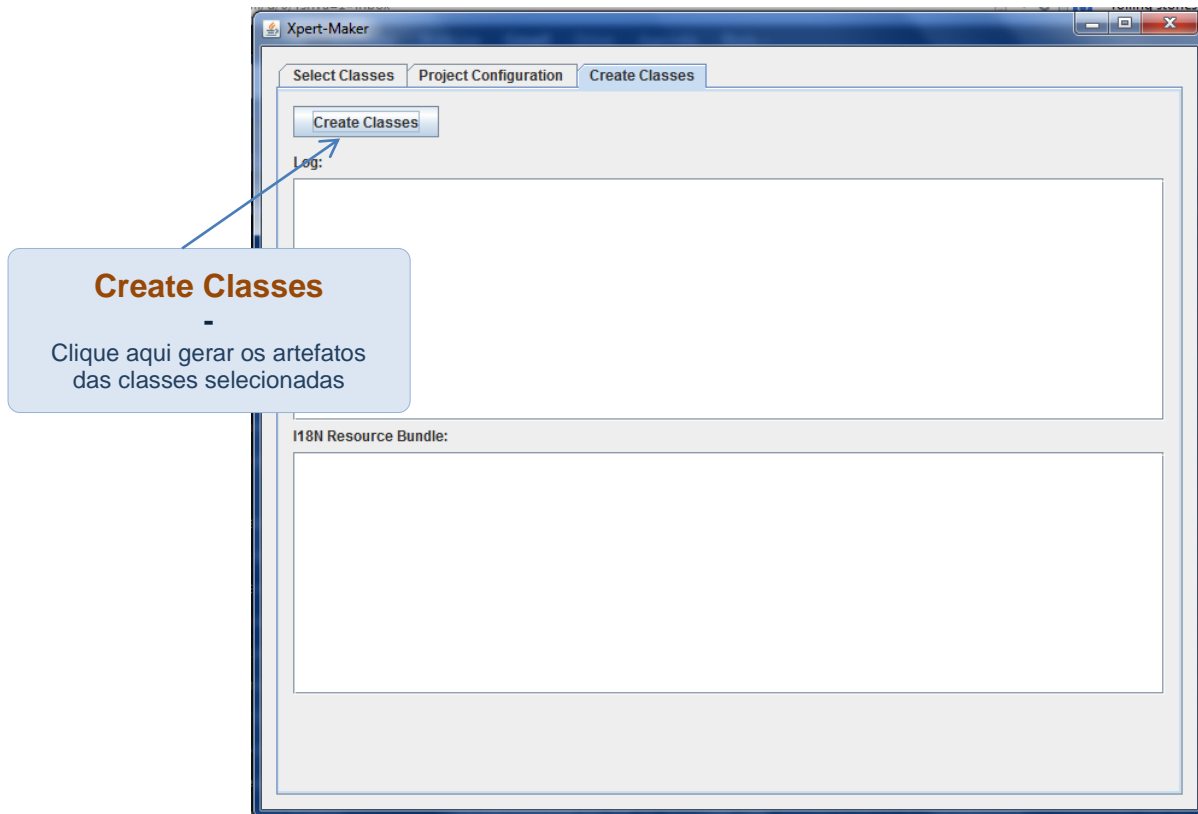 Xpert-Maker
Select Classes Project Configuration Create Classes
Create Classes
Log:
Create Classes
-
Clique aqui gerar os artefatos
das classes selecionadas
I18N Resource Bundle: